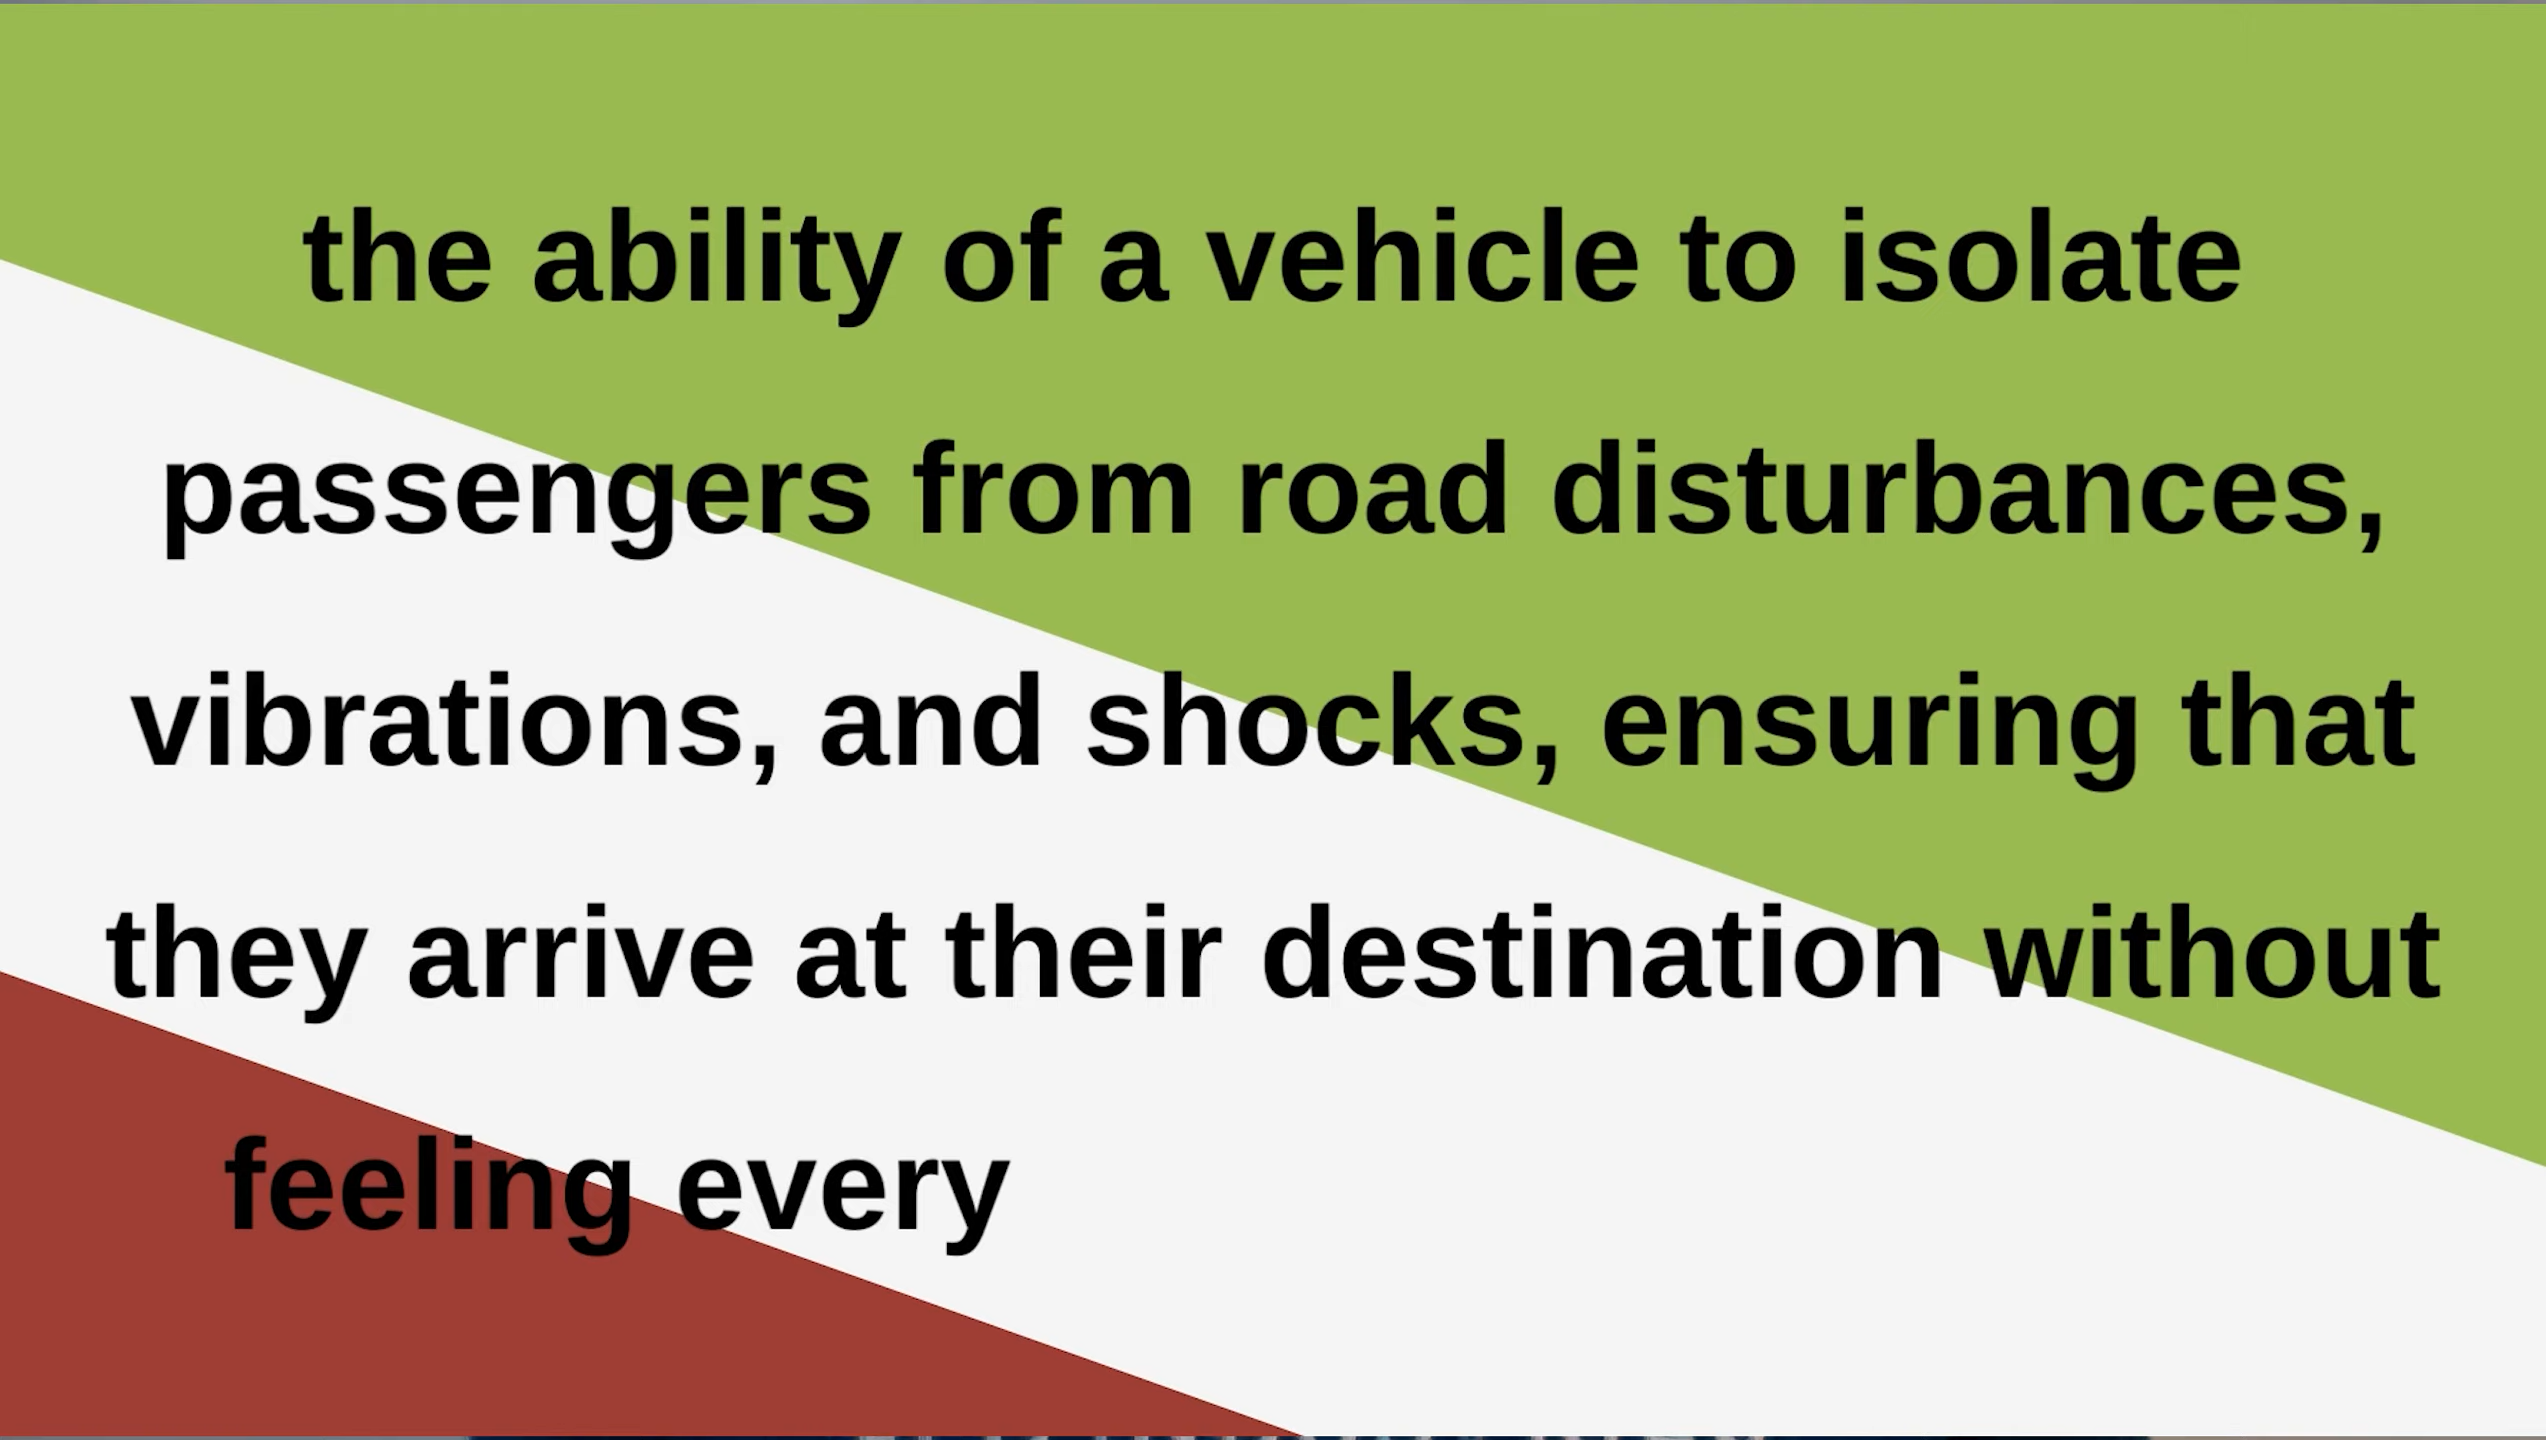 the ability of a vehicle to isolate
passengers from road disturbances,
vibrations, and shocks, ensuring that
they arrive at their destination without
feeling every